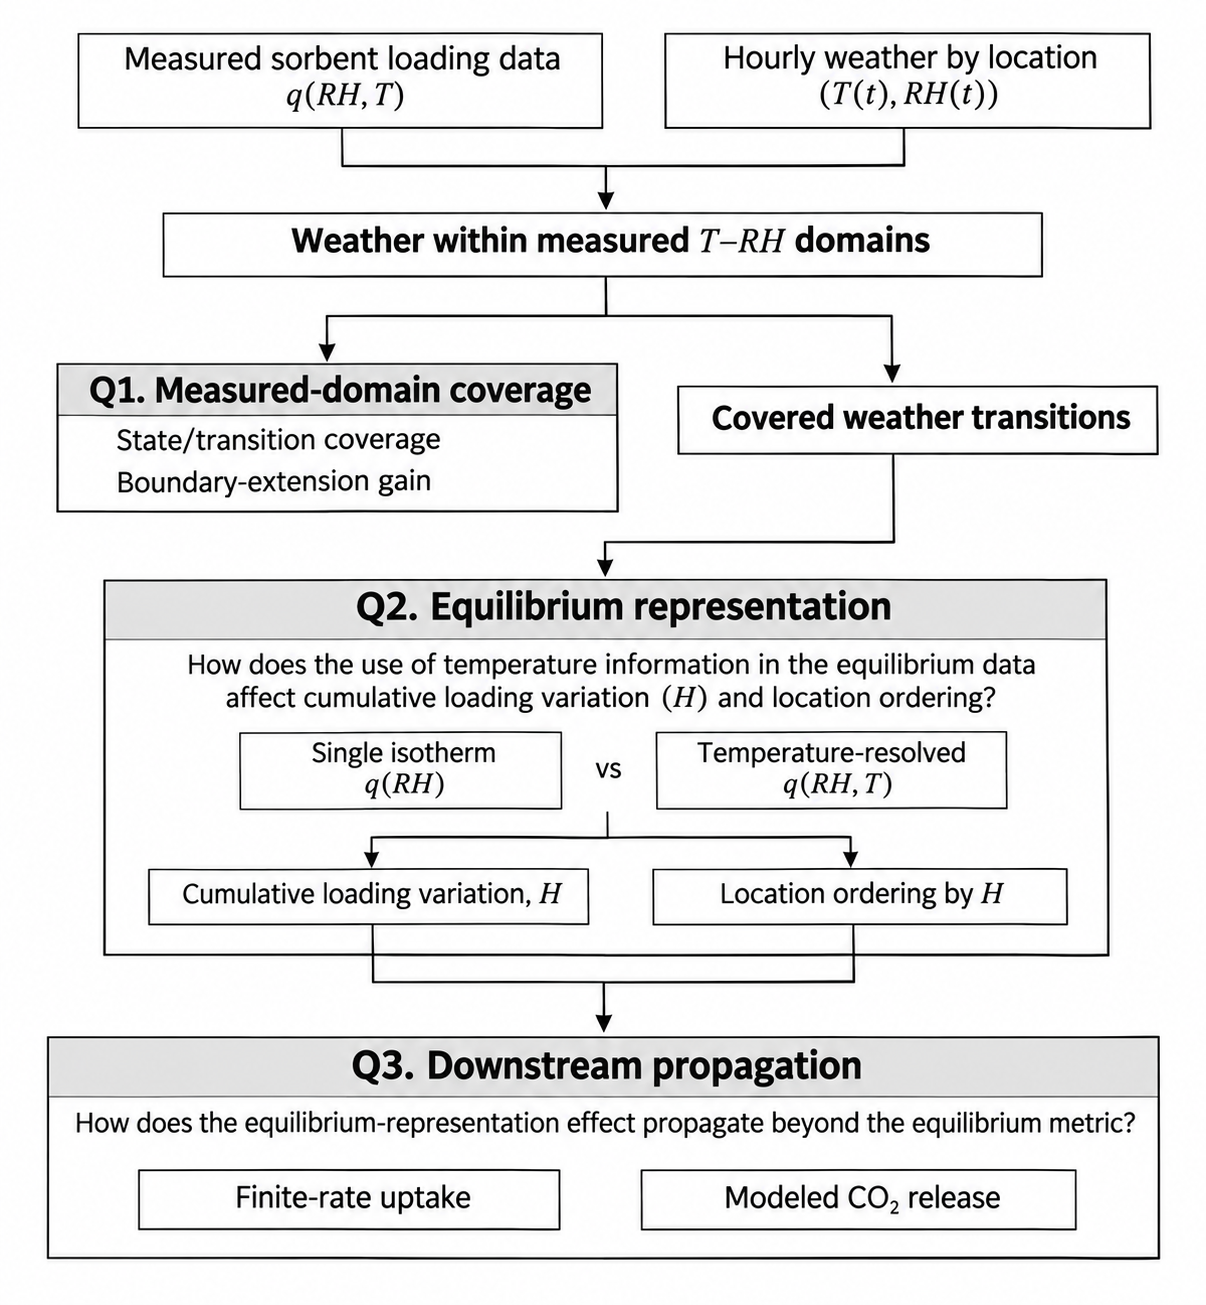 Measured sorbent loading data
q(RH, T)
Hourly weather by location
(T(t), RH(t))
Weather within measured T–RH domains
Q1. Measured-domain coverage
State/transition coverage
Boundary-extension gain
Covered weather transitions
Q2. Equilibrium representation
How does the use of temperature information in the equilibrium data
affect cumulative loading variation (H) and location ordering?
Single isotherm
q(RH)
vs
Temperature-resolved
q(RH, T)
Cumulative loading variation, H
Location ordering by H
Q3. Downstream propagation
How does the equilibrium-representation effect propagate beyond the equilibrium metric?
Finite-rate uptake
Modeled CO₂ release